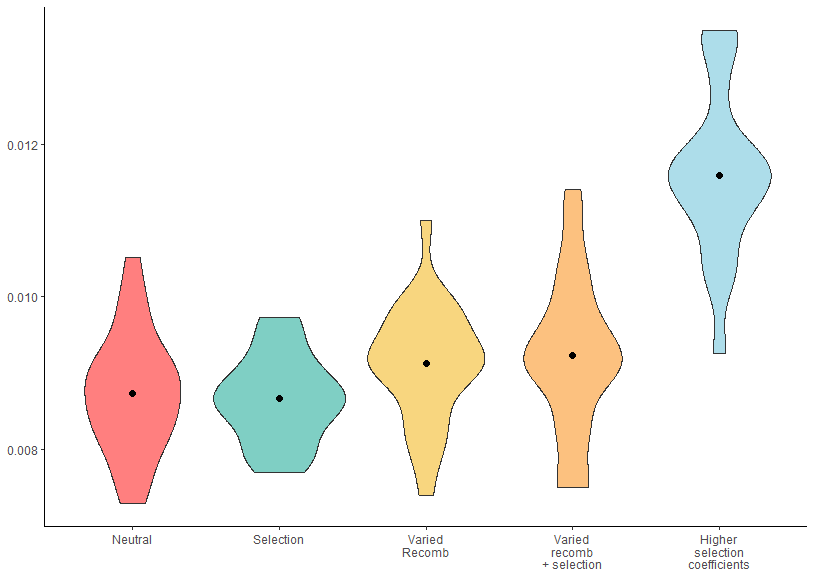 0.012
0.010
0.008
Neutral
Selection
Varied
Recomb
Varied
recomb
+ selection
Higher
selection
coefficients